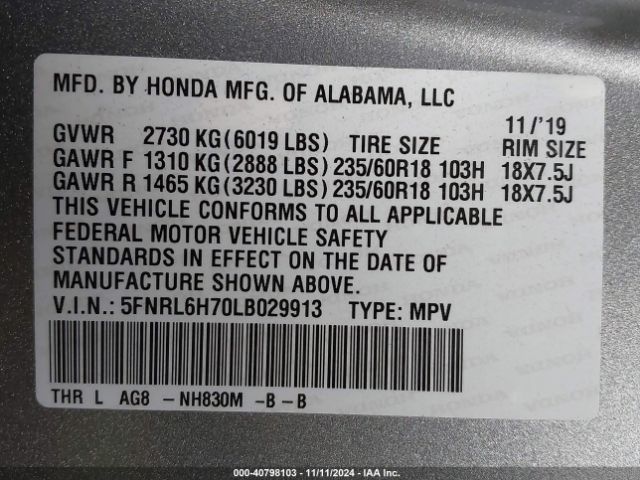 MFD. BY HONDA MFG. OF ALABAMA, LLC
11/'19
GVWR 2730 KG(6019 LBS) TIRE SIZE RIM SIZE
GAWR F 1310 KG(2888 LBS) 235/60R18 103H 18X7.5J
GAWR R 1465 KG(3230 LBS) 235/60R18 103H 18X7.5J
THIS VEHICLE CONFORMS TO ALL APPLICABLE
FEDERAL MOTOR VEHICLE SAFETY
STANDARDS IN EFFECT ON THE DATE OF
MANUFACTURE SHOWN ABOVE.
V.I.N.: 5FNRL6H70LB029913 TYPE: MPV
THR L AG8 -NH830M -B-B
000-40798103 - 11/11/2024 - IAA Inc.